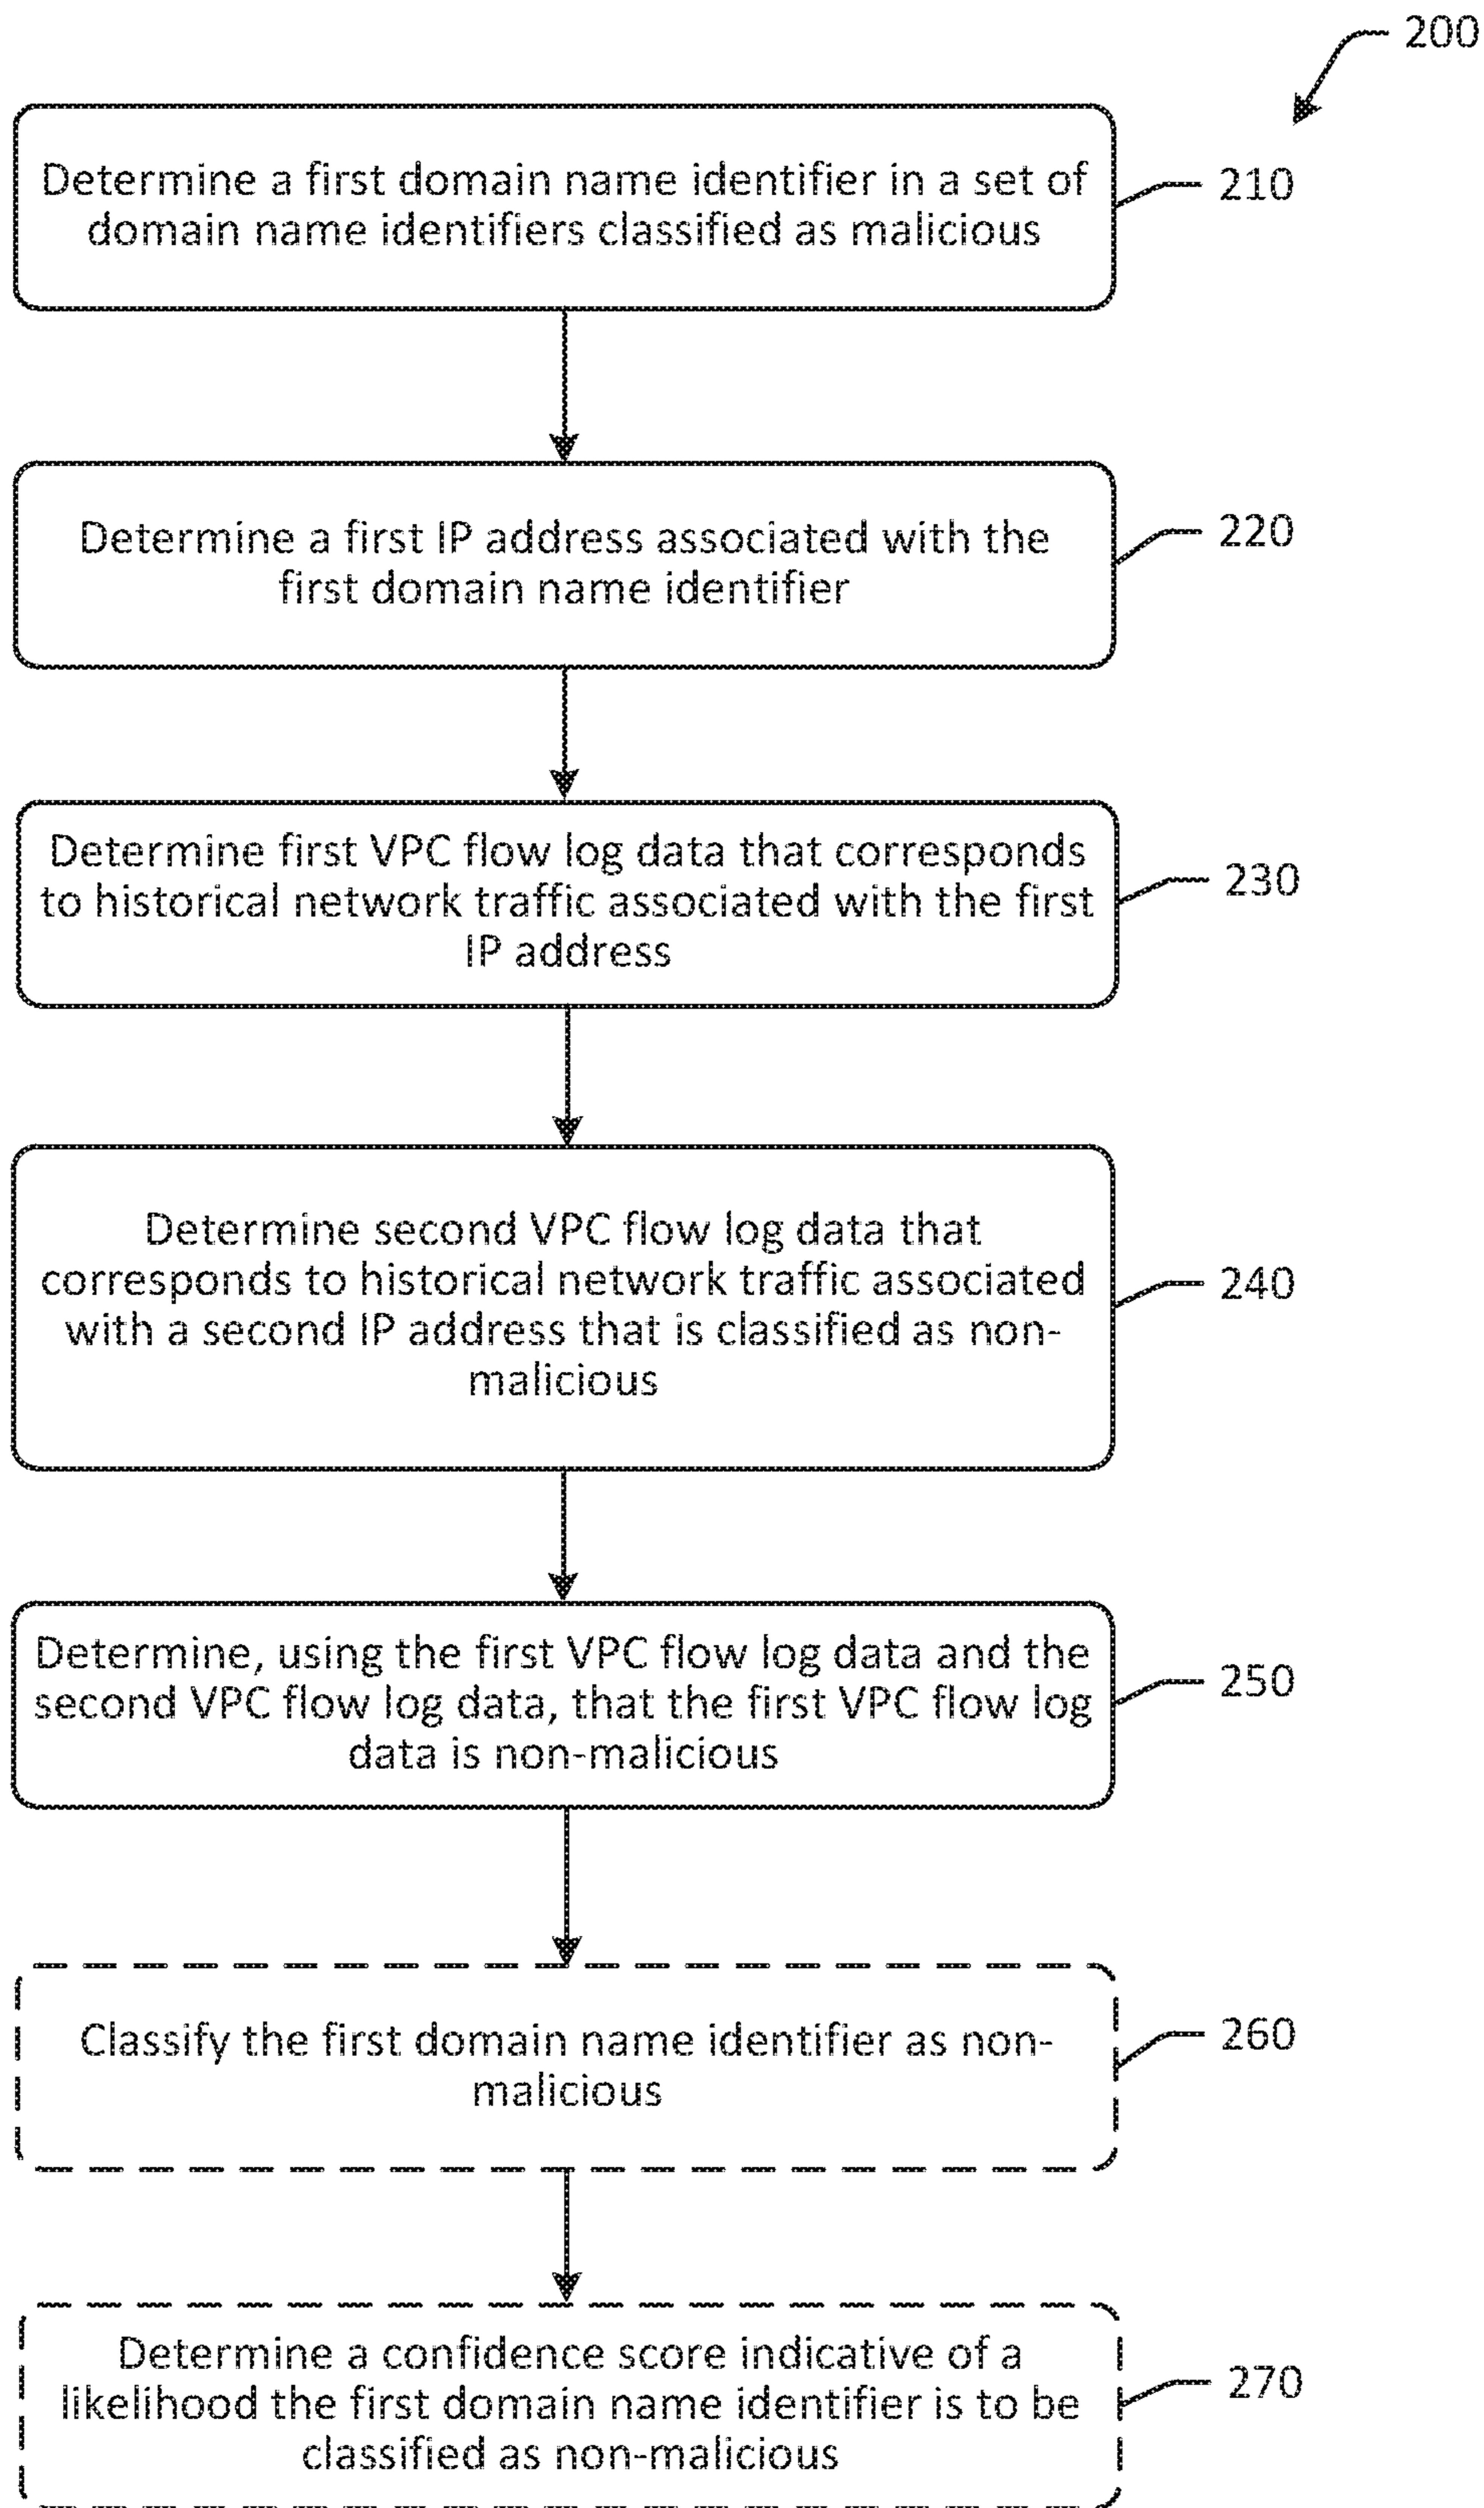 200
Determine a first domain name identifier in a set of
domain name identifiers classified as malicious
210
Determine a first IP address associated with the
first domain name identifier
220
Determine first VPC flow log data that corresponds
to historical network traffic associated with the first
IP address
230
Determine second VPC flow log data that
corresponds to historical network traffic associated
with a second IP address that is classified as non-
malicious
240
Determine, using the first VPC flow log data and the
second VPC flow log data, that the first VPC flow log
data is non-malicious
250
Classify the first domain name identifier as non-
malicious
260
Determine a confidence score indicative of a
likelihood the first domain name identifier is to be
classified as non-malicious
270